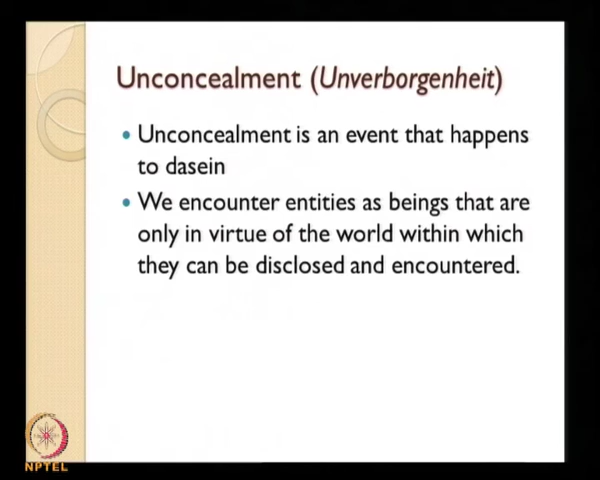 Unconcealment (Unverborgenheit)
• Unconcealment is an event that happens
to dasein
• We encounter entities as beings that are
only in virtue of the world within which
they can be disclosed and encountered.
NPTEL